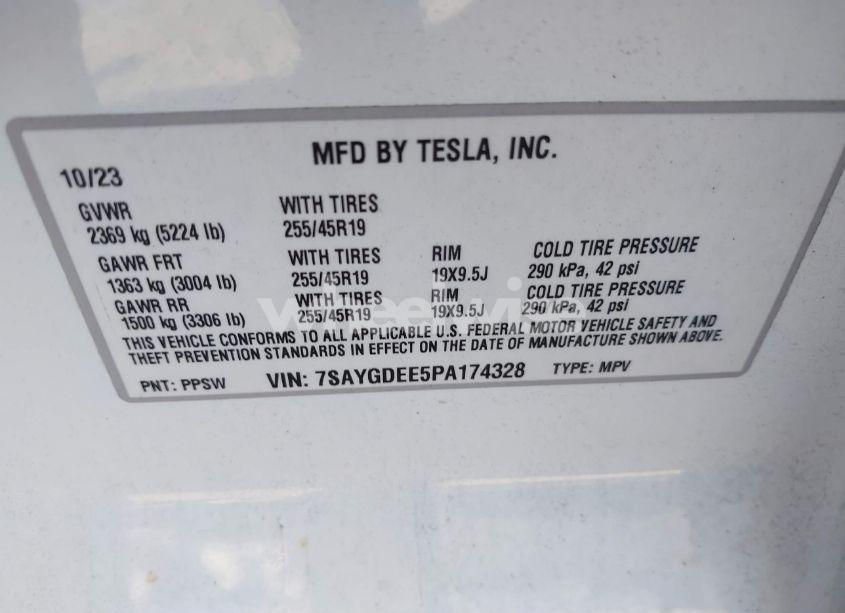 MFD BY TESLA, INC.
10/23
GVWR WITH TIRES
2369 kg (5224 lb) 255/45R19
GAWR FRT WITH TIRES RIM COLD TIRE PRESSURE
1363 kg (3004 lb) 255/45R19 19X9.5J 290 kPa, 42 psi
GAWR RR WITH TIRES RIM COLD TIRE PRESSURE
1500 kg (3306 lb) 255/45R19 19X9.5J 290 kPa, 42 psi
THIS VEHICLE CONFORMS TO ALL APPLICABLE U.S. FEDERAL MOTOR VEHICLE SAFETY AND
THEFT PREVENTION STANDARDS IN EFFECT ON THE DATE OF MANUFACTURE SHOWN ABOVE.
PNT: PPSW VIN: 7SAYGDEE5PA174328 TYPE: MPV